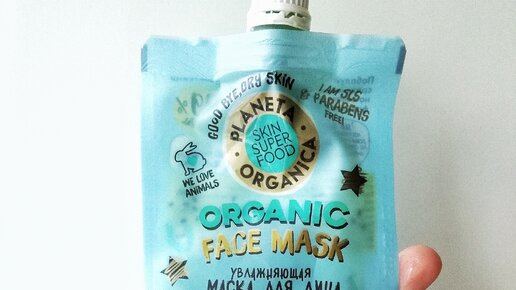 GOOD BYE, DRY SKIN
I AM SLS
& PARABENS
FREE!
PLANETA
SKIN
SUPER
FOOD
ORGANICA
WE LOVE
ANIMALS
ORGANIC
FACE MASK
УВЛАЖНЯЮЩАЯ
МАСКА ДЛЯ ЛИЦА